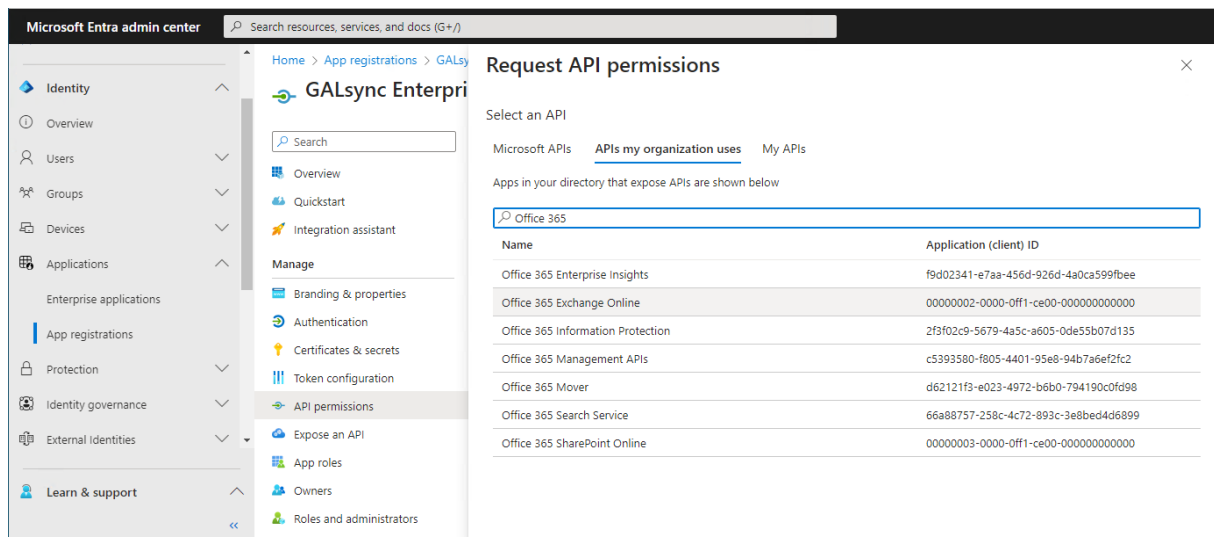 Microsoft Entra admin center
Search resources, services, and docs (G+/)
Identity
Overview
Users
Groups
Devices
Applications
Enterprise applications
App registrations
Protection
Identity governance
External Identities
Learn & support
Home > App registrations > GALsy
GALsync Enterpri
Search
Overview
Quickstart
Integration assistant
Manage
Branding & properties
Authentication
Certificates & secrets
Token configuration
API permissions
Expose an API
App roles
Owners
Roles and administrators
Request API permissions
Select an API
Microsoft APIs APIs my organization uses My APIs
Apps in your directory that expose APIs are shown below
Office 365
Name Application (client) ID
Office 365 Enterprise Insights f9d02341-e7aa-456d-926d-4a0ca599fbee
Office 365 Exchange Online 00000002-0000-0ff1-ce00-000000000000
Office 365 Information Protection 2f3f02c9-5679-4a5c-a605-0de55b07d135
Office 365 Management APIs c5393580-f805-4401-95e8-94b7a6ef2fc2
Office 365 Mover d62121f3-e023-4972-b6b0-794190c0fd98
Office 365 Search Service 66a88757-258c-4c72-893c-3e8bed4d6899
Office 365 SharePoint Online 00000003-0000-0ff1-ce00-000000000000